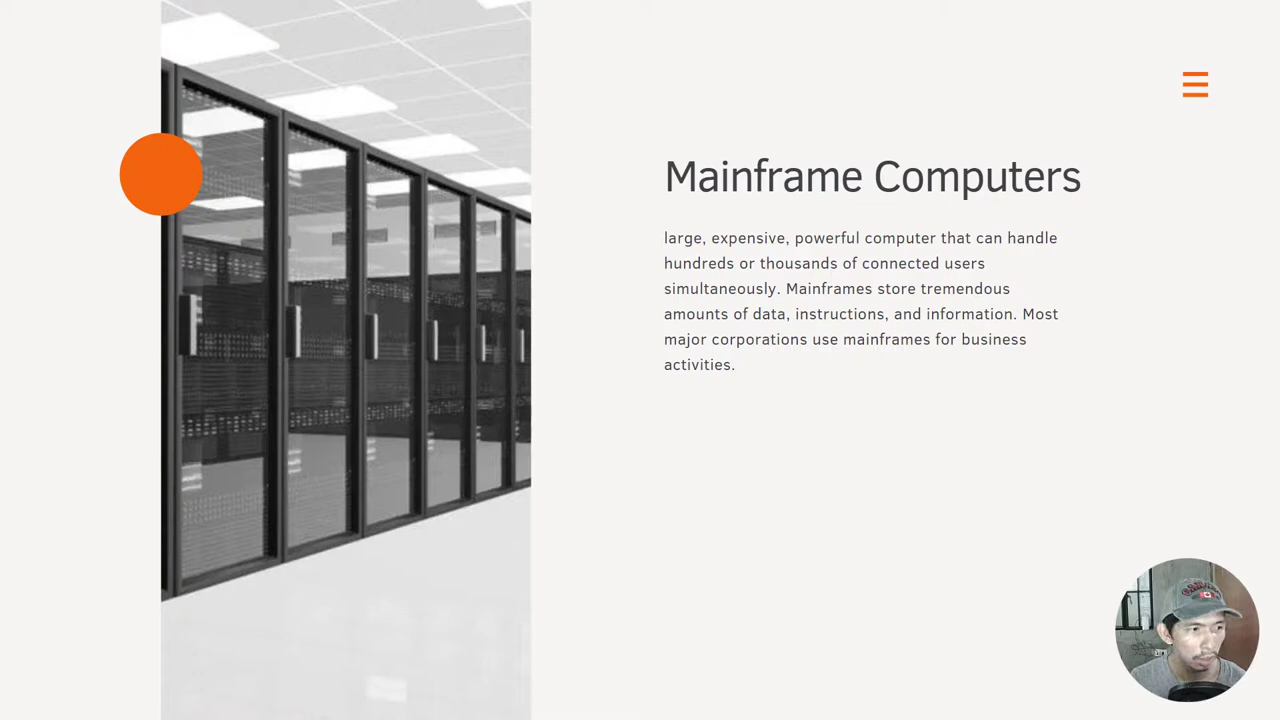 Mainframe Computers
large, expensive, powerful computer that can handle
hundreds or thousands of connected users
simultaneously. Mainframes store tremendous
amounts of data, instructions, and information. Most
major corporations use mainframes for business
activities.